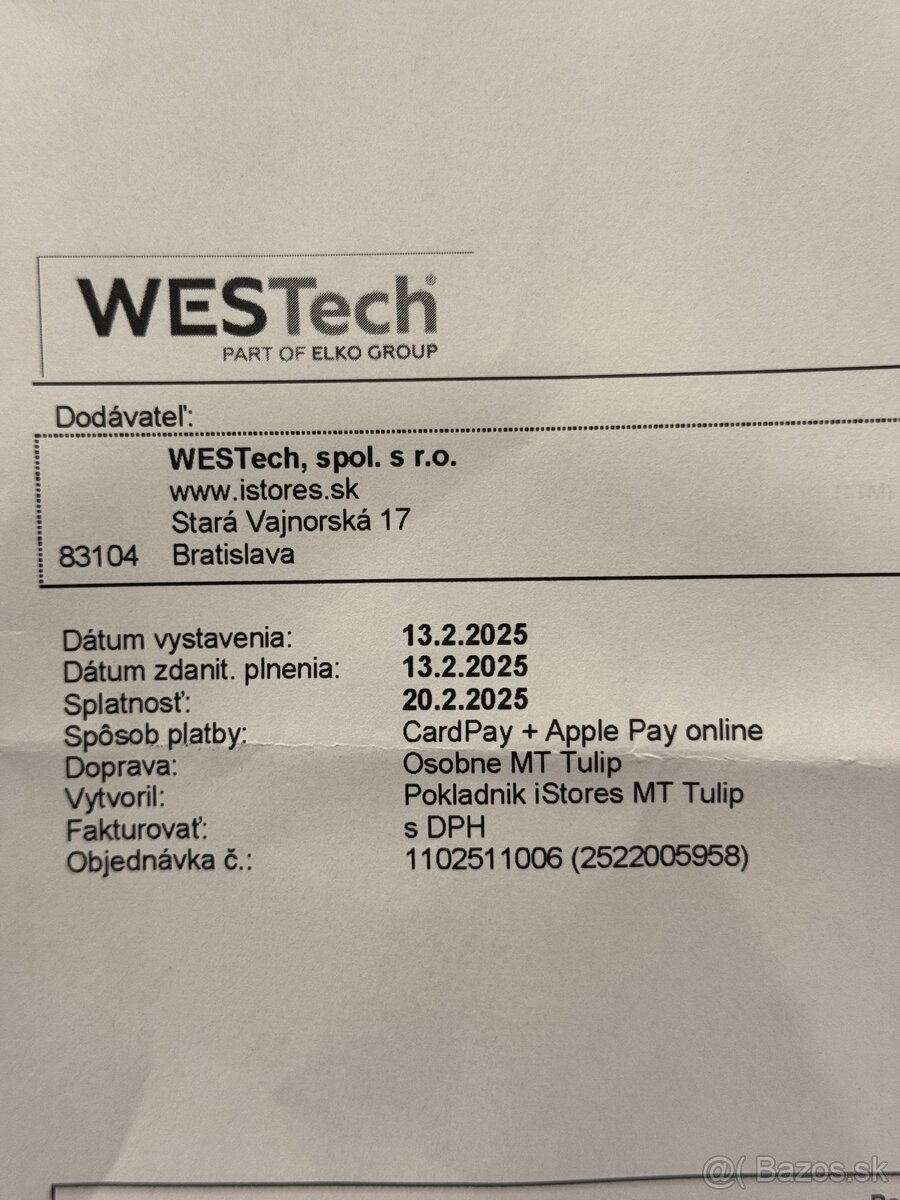 WESTech®
PART OF ELKO GROUP
Dodávateľ:
WESTech, spol. s r.o.
www.istores.sk
Stará Vajnorská 17
83104 Bratislava
Dátum vystavenia: 13.2.2025
Dátum zdanit. plnenia: 13.2.2025
Splatnosť: 20.2.2025
Spôsob platby: CardPay + Apple Pay online
Doprava: Osobne MT Tulip
Vytvoril: Pokladnik iStores MT Tulip
Fakturovať: s DPH
Objednávka č.: 1102511006 (2522005958)
@( Bazos.sk